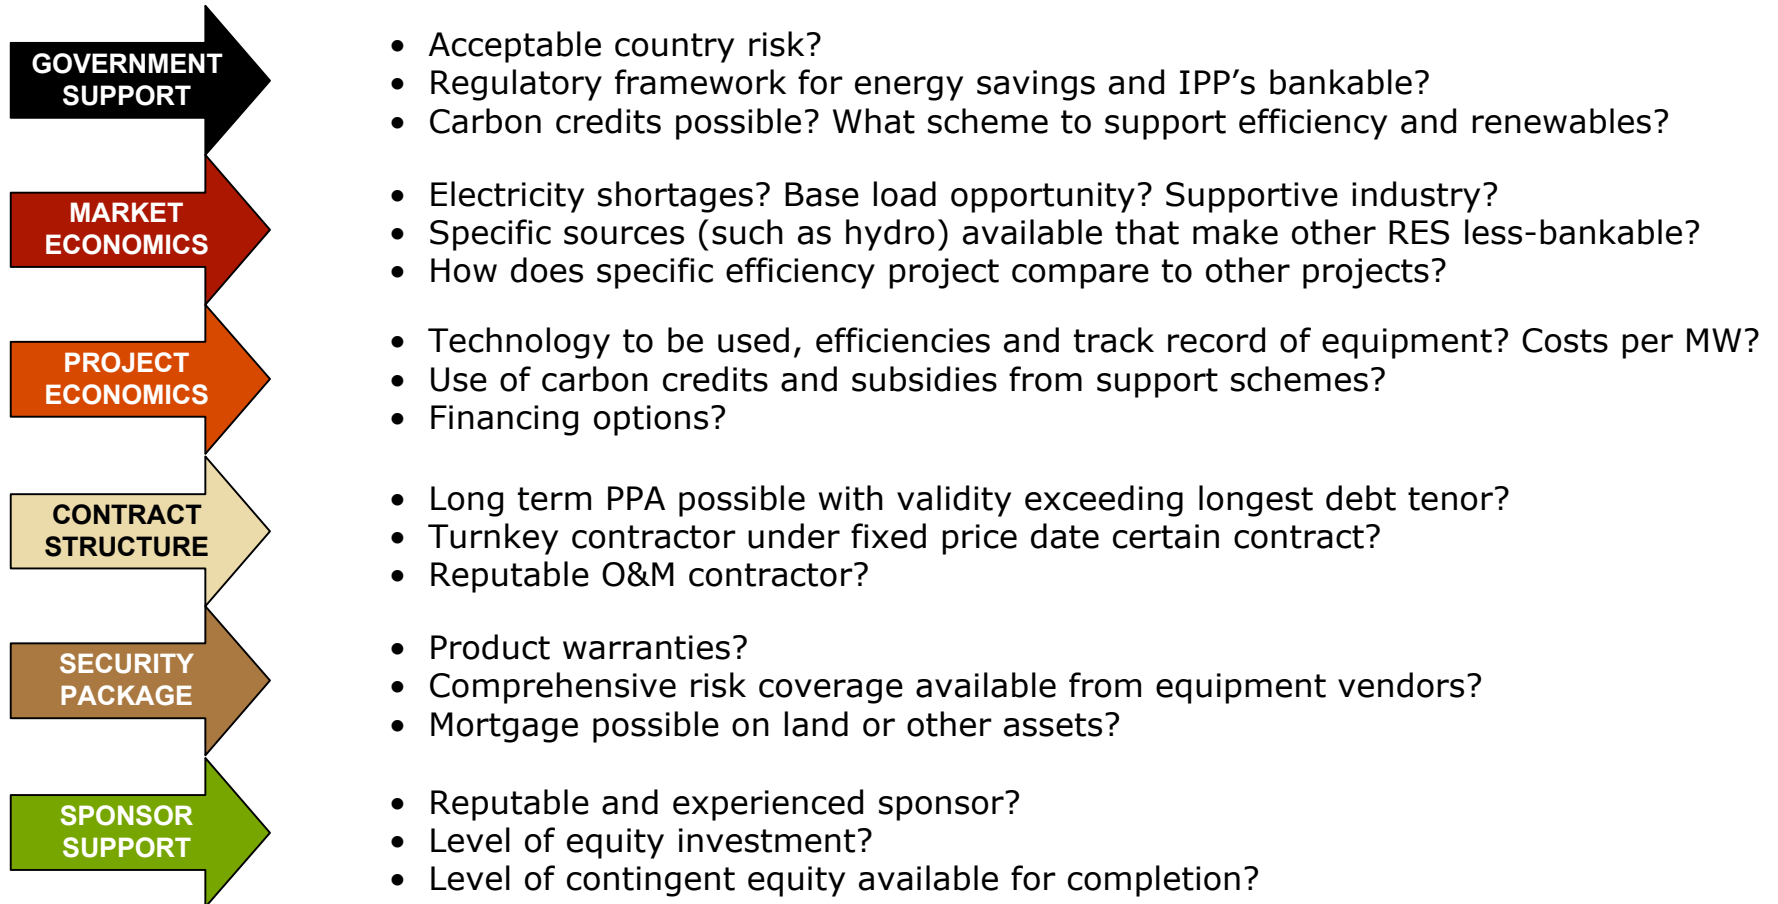 GOVERNMENT
SUPPORT
• Acceptable country risk?
• Regulatory framework for energy savings and IPP’s bankable?
• Carbon credits possible? What scheme to support efficiency and renewables?
MARKET
ECONOMICS
• Electricity shortages? Base load opportunity? Supportive industry?
• Specific sources (such as hydro) available that make other RES less-bankable?
• How does specific efficiency project compare to other projects?
PROJECT
ECONOMICS
• Technology to be used, efficiencies and track record of equipment? Costs per MW?
• Use of carbon credits and subsidies from support schemes?
• Financing options?
CONTRACT
STRUCTURE
• Long term PPA possible with validity exceeding longest debt tenor?
• Turnkey contractor under fixed price date certain contract?
• Reputable O&M contractor?
SECURITY
PACKAGE
• Product warranties?
• Comprehensive risk coverage available from equipment vendors?
• Mortgage possible on land or other assets?
SPONSOR
SUPPORT
• Reputable and experienced sponsor?
• Level of equity investment?
• Level of contingent equity available for completion?